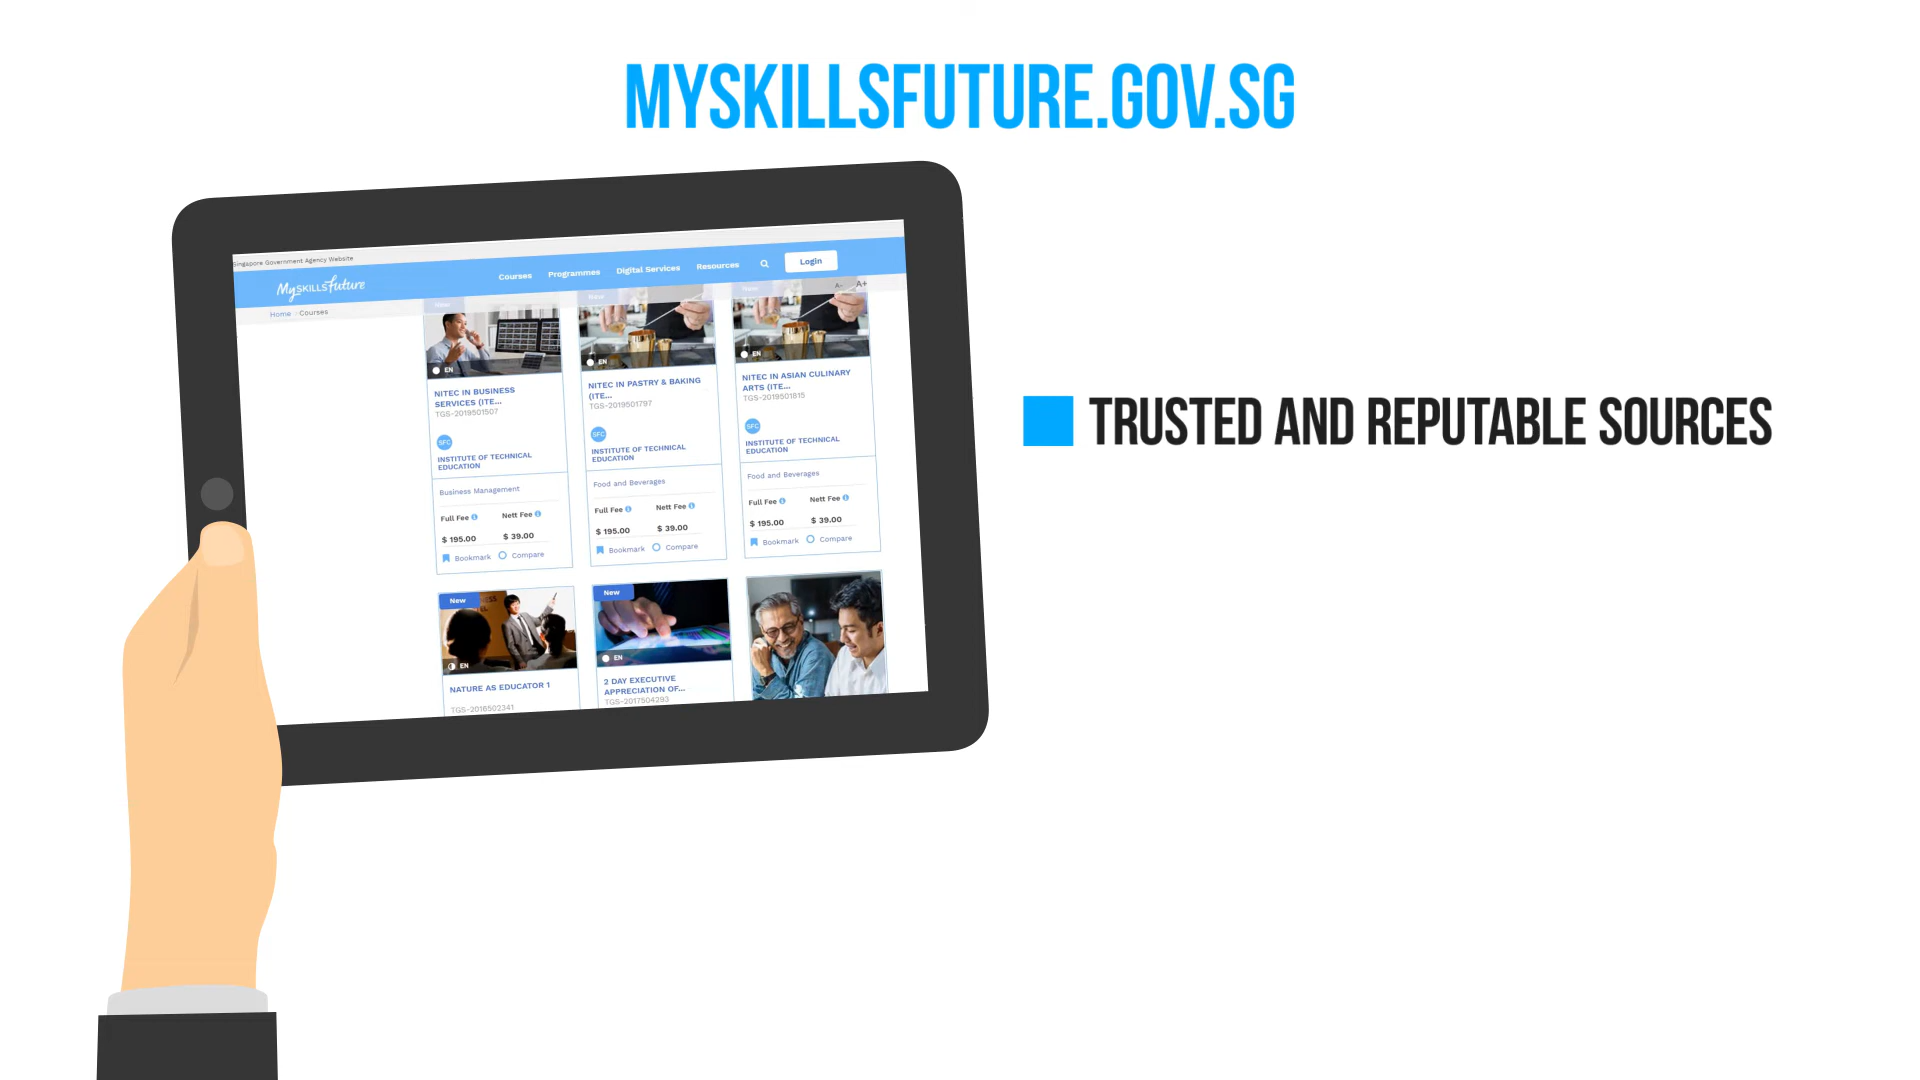 MYSKILLSFUTURE.GOV.SG
Singapore Government Agency Website
MySKILLSfuture
Courses Programmes Digital Services Resources Login
Home > Courses
A- A+
New New New
EN EN EN
NITEC IN BUSINESS
SERVICES (ITE...
TGS-2019501507
SFC
INSTITUTE OF TECHNICAL
EDUCATION
Business Management
Full Fee Nett Fee
$ 195.00 $ 39.00
Bookmark Compare
NITEC IN PASTRY & BAKING
(ITE...
TGS-2019501797
SFC
INSTITUTE OF TECHNICAL
EDUCATION
Food and Beverages
Full Fee Nett Fee
$ 195.00 $ 39.00
Bookmark Compare
NITEC IN ASIAN CULINARY
ARTS (ITE...
TGS-2019501815
SFC
INSTITUTE OF TECHNICAL
EDUCATION
Food and Beverages
Full Fee Nett Fee
$ 195.00 $ 39.00
Bookmark Compare
New
EN
NATURE AS EDUCATOR 1
TGS-2016502341
New
EN
2 DAY EXECUTIVE
APPRECIATION OF...
TGS-2017504293
TRUSTED AND REPUTABLE SOURCES